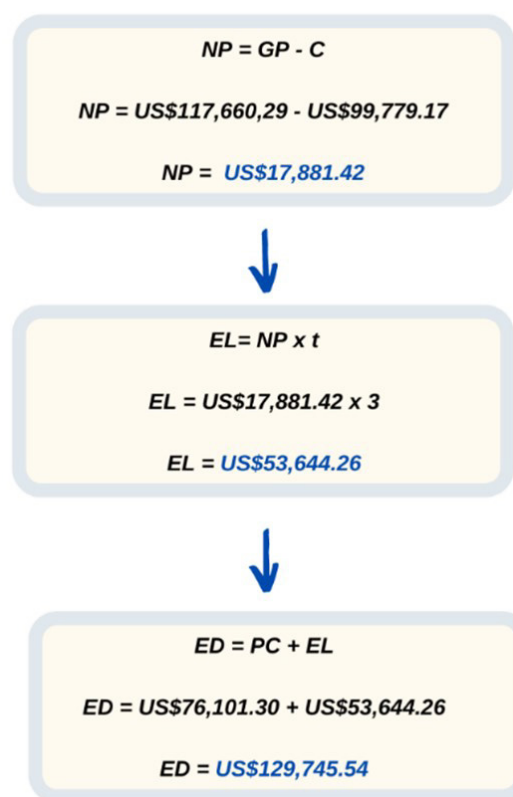 NP = GP - C
NP = US$117,660,29 - US$99,779.17
NP = US$17,881.42
EL= NP x t
EL = US$17,881.42 x 3
EL = US$53,644.26
ED = PC + EL
ED = US$76,101.30 + US$53,644.26
ED = US$129,745.54